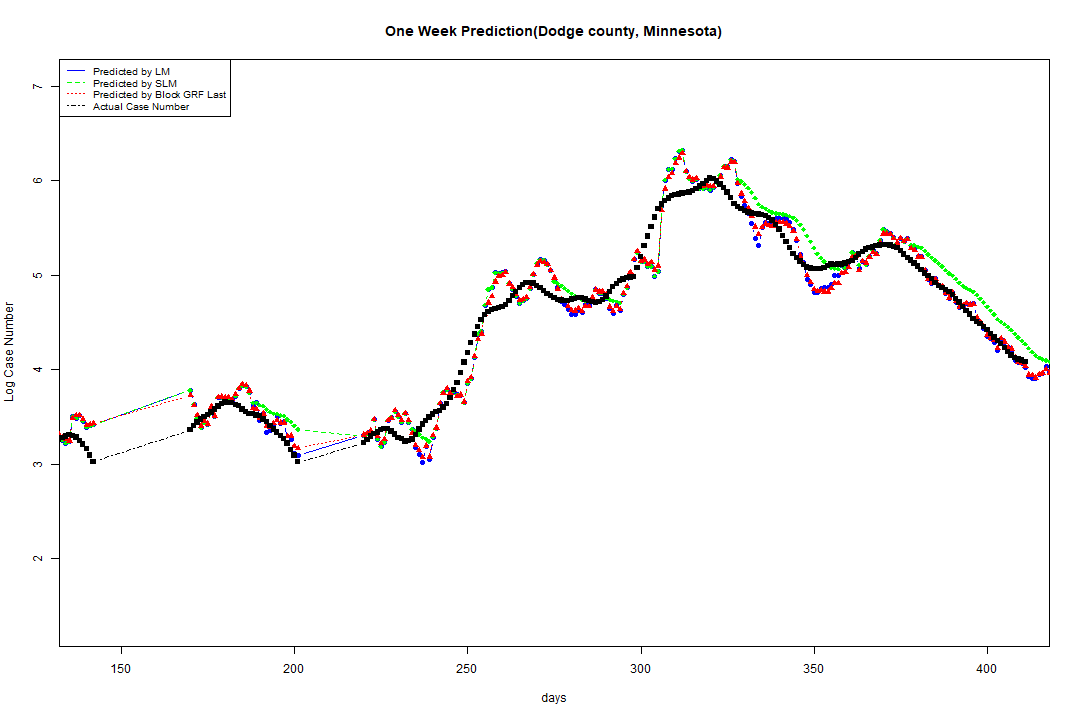 One Week Prediction(Dodge county, Minnesota)
Predicted by LM
Predicted by SLM
Predicted by Block GRF Last
Actual Case Number
7
6
5
4
3
2
Log Case Number
150
200
250
300
350
400
days